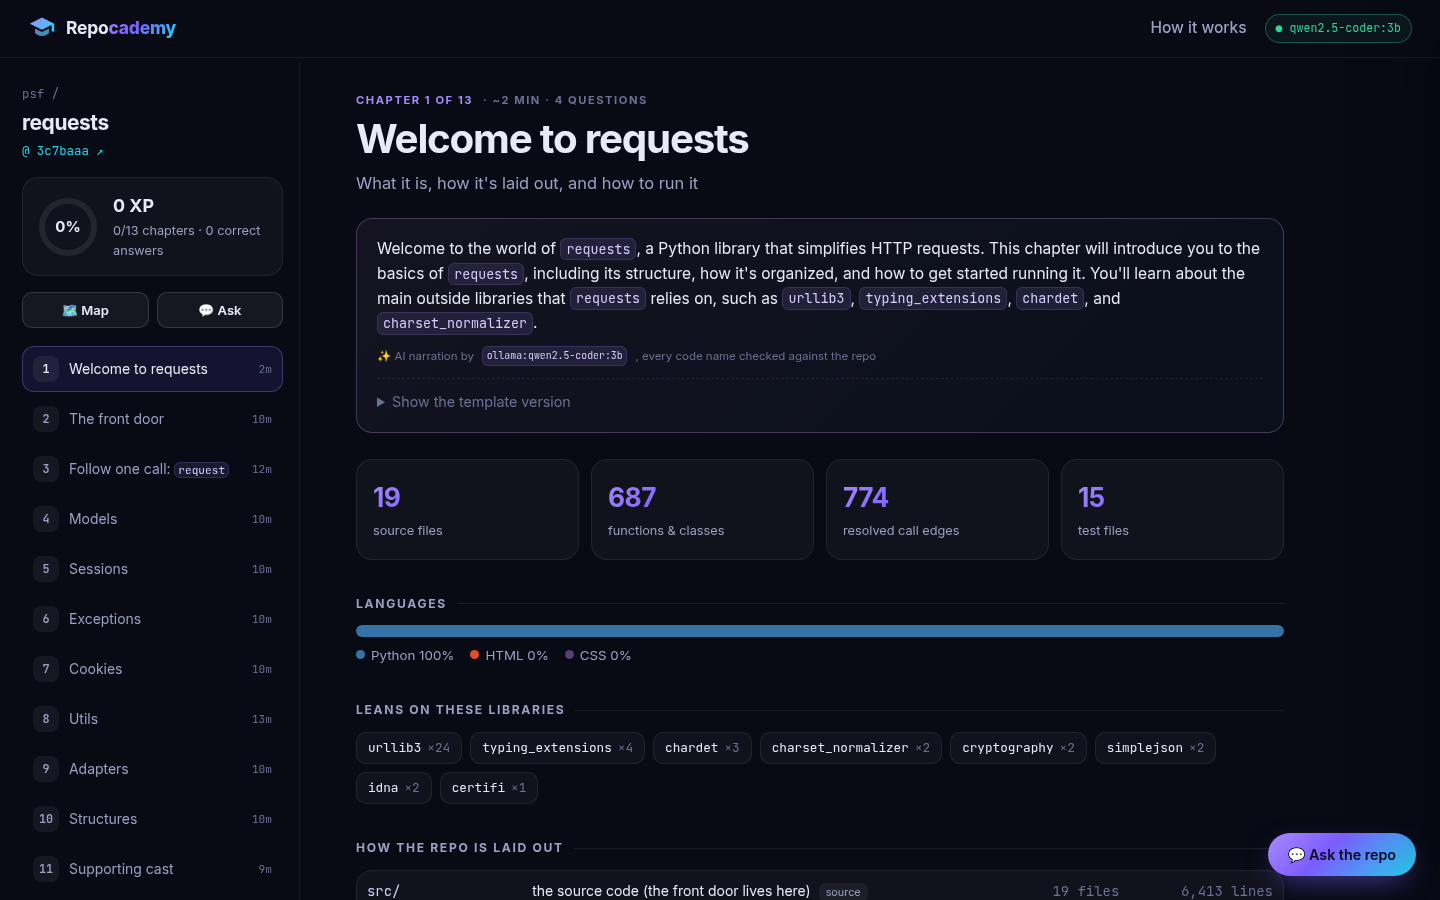 Repocademy
How it works
● qwen2.5-coder:3b
psf /
requests
@ 3c7baaa ↗
0%
0 XP
0/13 chapters · 0 correct
answers
🗺️ Map
💬 Ask
1 Welcome to requests 2m
2 The front door 10m
3 Follow one call: request 12m
4 Models 10m
5 Sessions 10m
6 Exceptions 10m
7 Cookies 10m
8 Utils 13m
9 Adapters 10m
10 Structures 10m
11 Supporting cast 9m
CHAPTER 1 OF 13 · ~2 MIN · 4 QUESTIONS
Welcome to requests
What it is, how it's laid out, and how to run it
Welcome to the world of requests, a Python library that simplifies HTTP requests. This chapter will introduce you to the
basics of requests, including its structure, how it's organized, and how to get started running it. You'll learn about the
main outside libraries that requests relies on, such as urllib3, typing_extensions, chardet, and
charset_normalizer.
✨ AI narration by ollama:qwen2.5-coder:3b , every code name checked against the repo
▶ Show the template version
19
source files
687
functions & classes
774
resolved call edges
15
test files
LANGUAGES
Python 100% HTML 0% CSS 0%
LEANS ON THESE LIBRARIES
urllib3 ×24 typing_extensions ×4 chardet ×3 charset_normalizer ×2 cryptography ×2 simplejson ×2
idna ×2 certifi ×1
HOW THE REPO IS LAID OUT
src/ the source code (the front door lives here) source 19 files 6,413 lines
💬 Ask the repo